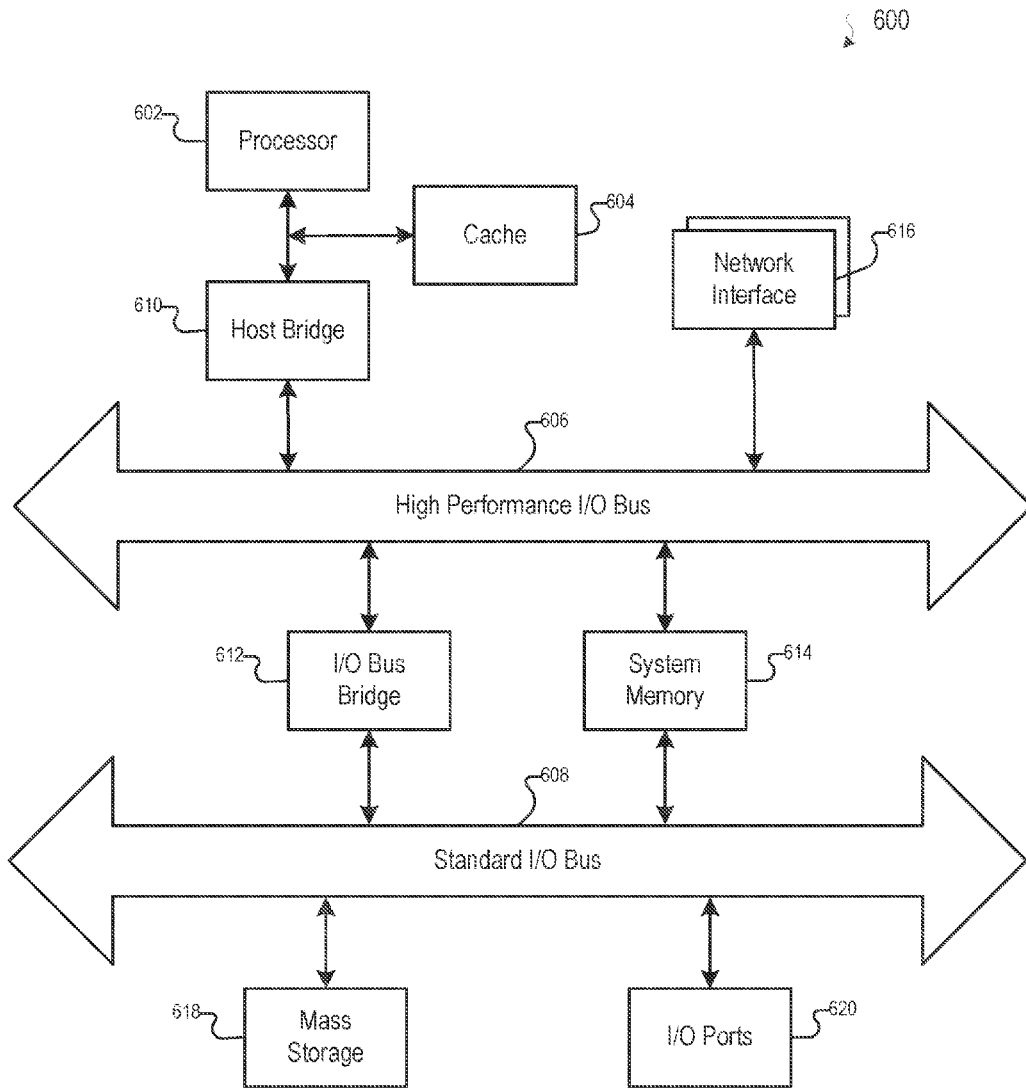 600
602
Processor
604
Cache
616
Network
Interface
610
Host Bridge
606
High Performance I/O Bus
612
I/O Bus
Bridge
614
System
Memory
608
Standard I/O Bus
618
Mass
Storage
620
I/O Ports